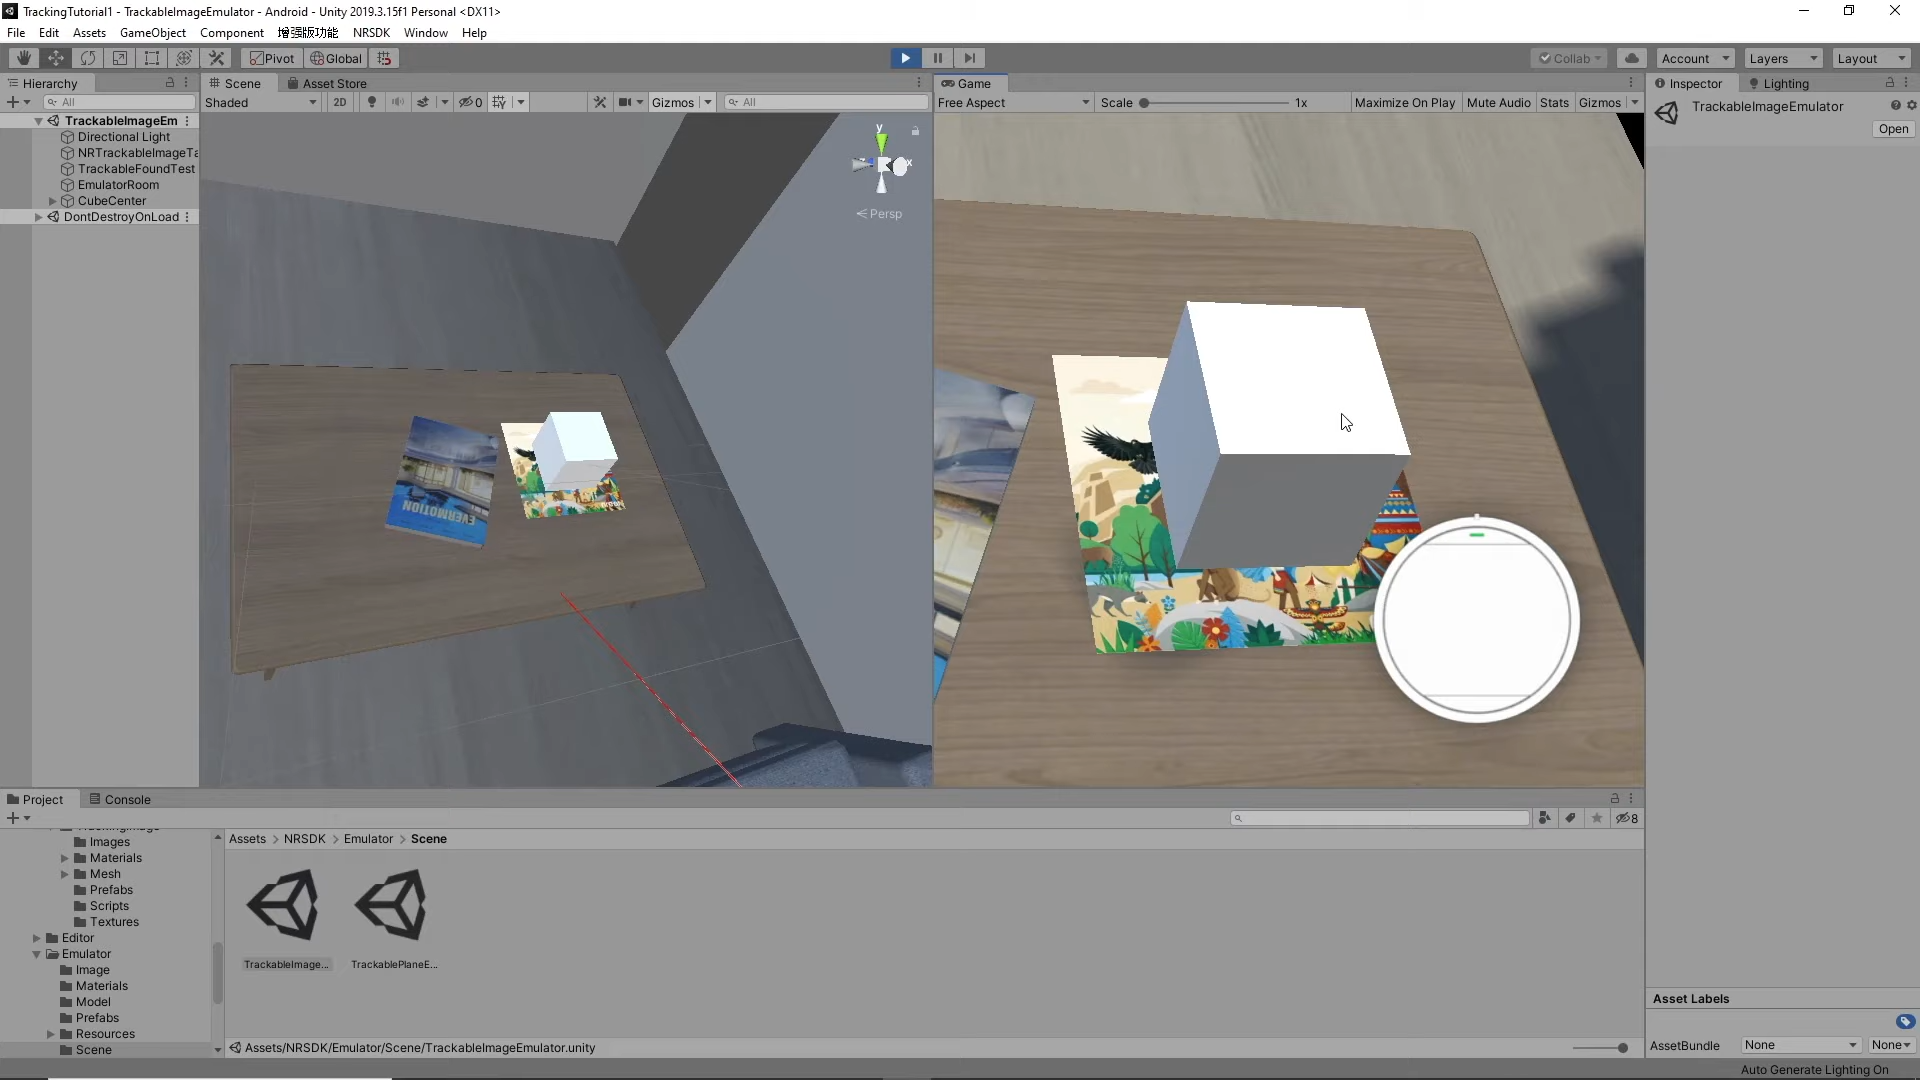 TrackingTutorial1 - TrackableImageEmulator - Android - Unity 2019.3.15f1 Personal <DX11>
File Edit Assets GameObject Component 增强版功能 NRSDK Window Help
Pivot Global Collab Account Layers Layout
Hierarchy Scene Asset Store Game Inspector Lighting
All Shaded 2D 0 Gizmos All Free Aspect Scale 1x Maximize On Play Mute Audio Stats Gizmos TrackableImageEmulator
Open
TrackableImageEm
Directional Light
NRTrackableImageTa
TrackableFoundTest
EmulatorRoom
CubeCenter
DontDestroyOnLoad
y
x
Persp
EVERMOTION
Project Console
8
Assets > NRSDK > Emulator > Scene
Images
Materials
Mesh
Prefabs
Scripts
Textures
Editor
Emulator
Image
Materials
Model
Prefabs
Resources
Scene
TrackableImage... TrackablePlaneE...
Assets/NRSDK/Emulator/Scene/TrackableImageEmulator.unity
Asset Labels
AssetBundle None None
Auto Generate Lighting On